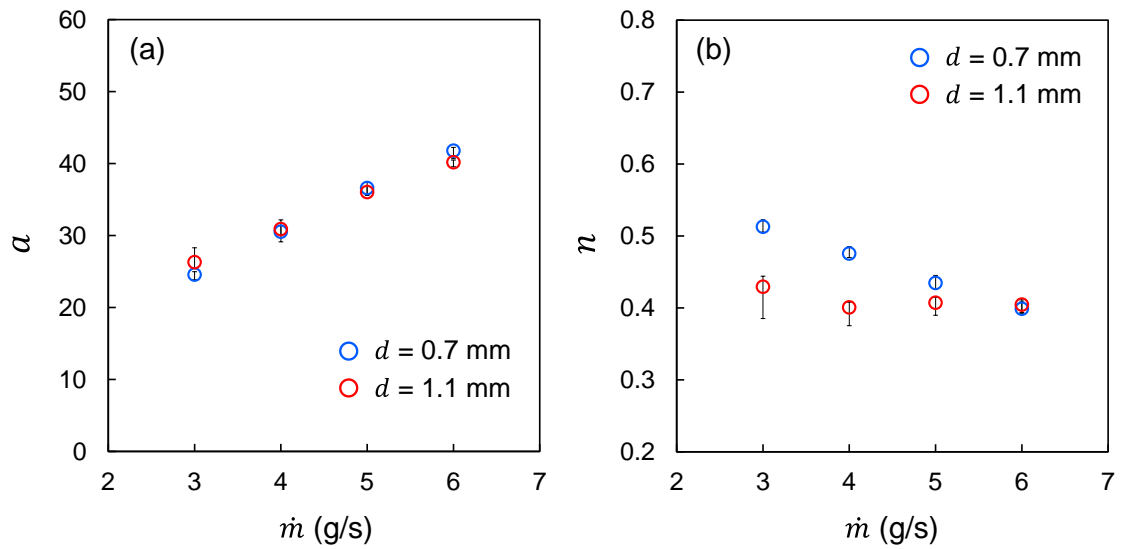 (a)
60
50
40
30
20
10
0
a
2 3 4 5 6 7
ṁ (g/s)
d = 0.7 mm
d = 1.1 mm
(b)
0.8
0.7
0.6
0.5
0.4
0.3
0.2
n
2 3 4 5 6 7
ṁ (g/s)
d = 0.7 mm
d = 1.1 mm